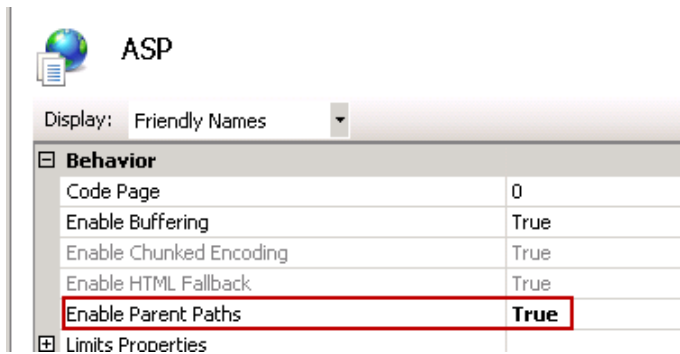 ASP
Display: Friendly Names
Behavior
Code Page 0
Enable Buffering True
Enable Chunked Encoding True
Enable HTML Fallback True
Enable Parent Paths True
Limits Properties